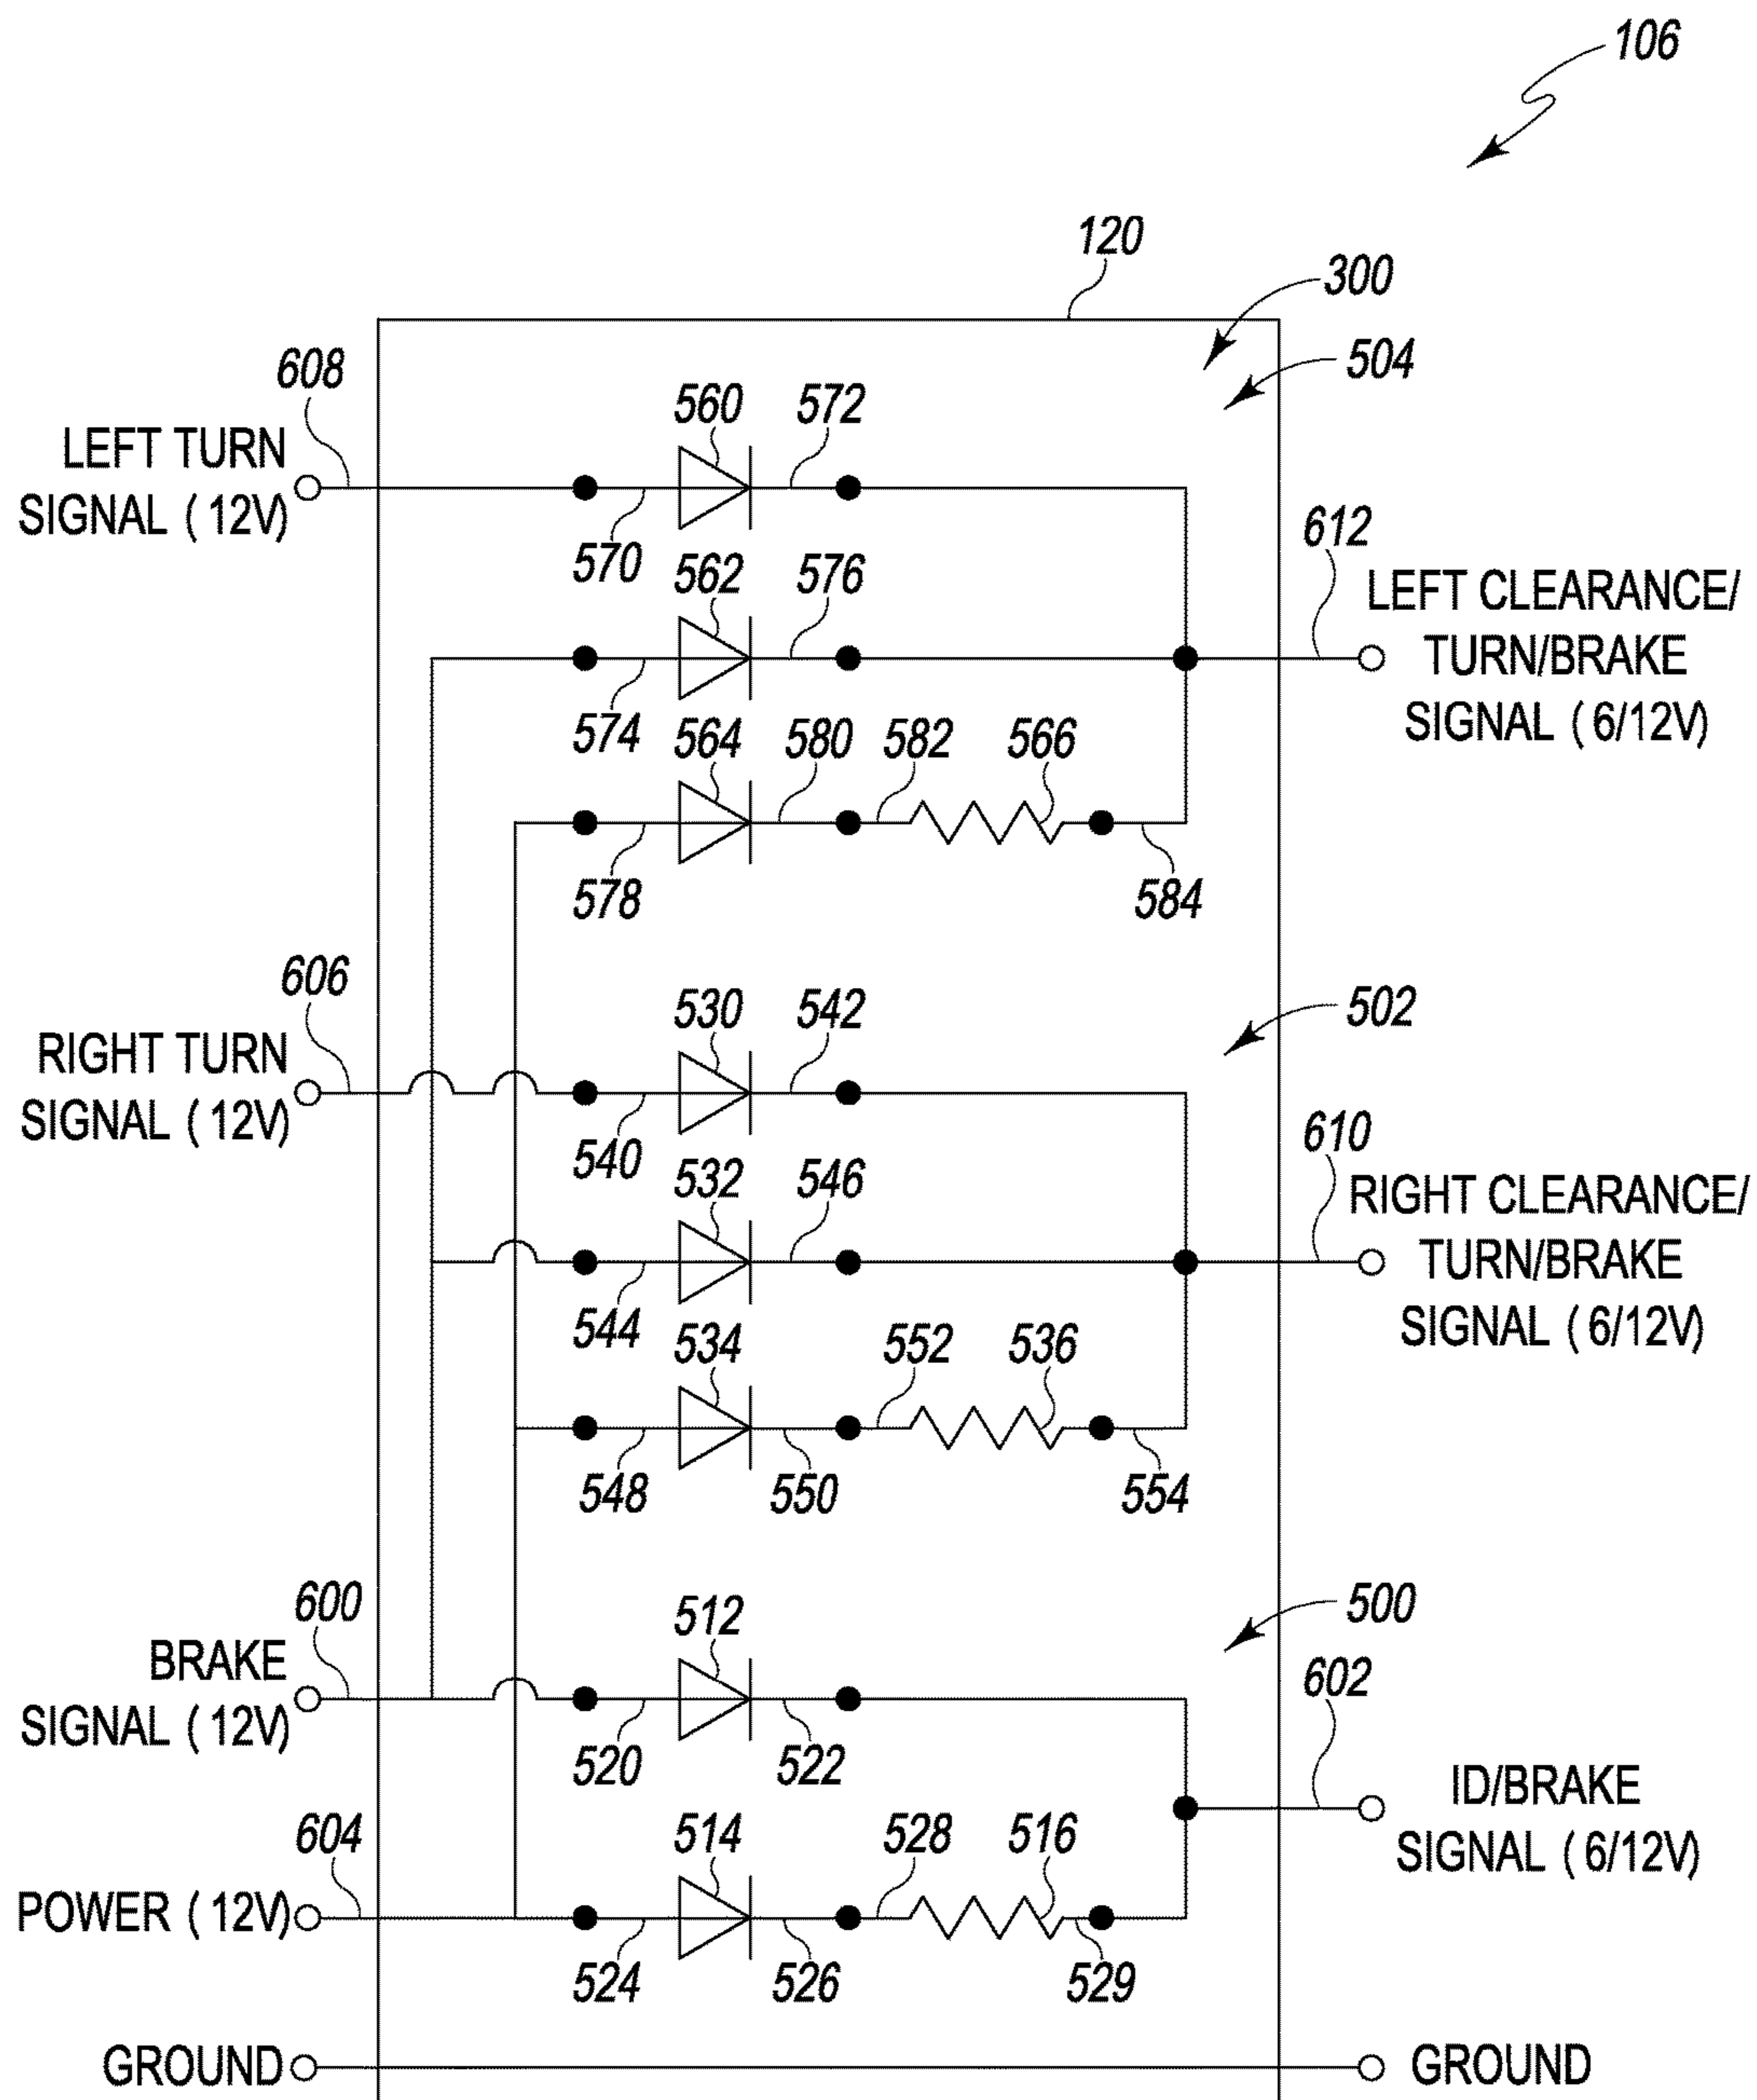 106
120
300
504
608
560
572
LEFT TURN
SIGNAL (12V)
570
562
576
612
LEFT CLEARANCE/
TURN/BRAKE
SIGNAL (6/12V)
574
564
580
582
566
578
584
606
530
542
502
RIGHT TURN
SIGNAL (12V)
540
532
546
610
RIGHT CLEARANCE/
TURN/BRAKE
SIGNAL (6/12V)
544
534
552
536
548
550
554
600
512
500
BRAKE
SIGNAL (12V)
520
522
602
ID/BRAKE
SIGNAL (6/12V)
604
514
528
516
POWER (12V)
524
526
529
GROUND
GROUND